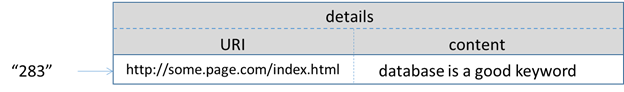 details
URI content
“283” http://some.page.com/index.html database is a good keyword